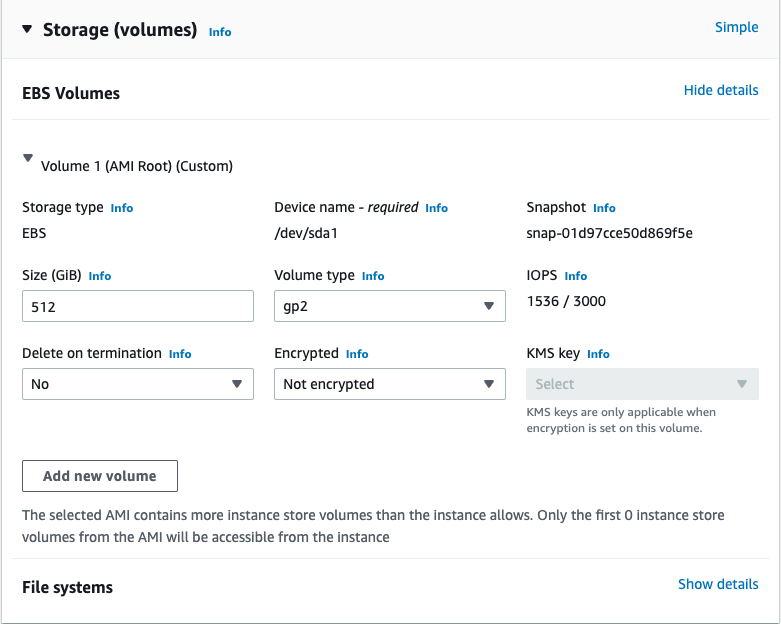 Storage (volumes) Info Simple
EBS Volumes Hide details
Volume 1 (AMI Root) (Custom)
Storage type Info Device name - required Info Snapshot Info
EBS /dev/sda1 snap-01d97cce50d869f5e
Size (GiB) Info Volume type Info IOPS Info
512 gp2 1536 / 3000
Delete on termination Info Encrypted Info KMS key Info
No Not encrypted Select
KMS keys are only applicable when
encryption is set on this volume.
Add new volume
The selected AMI contains more instance store volumes than the instance allows. Only the first 0 instance store
volumes from the AMI will be accessible from the instance
File systems Show details